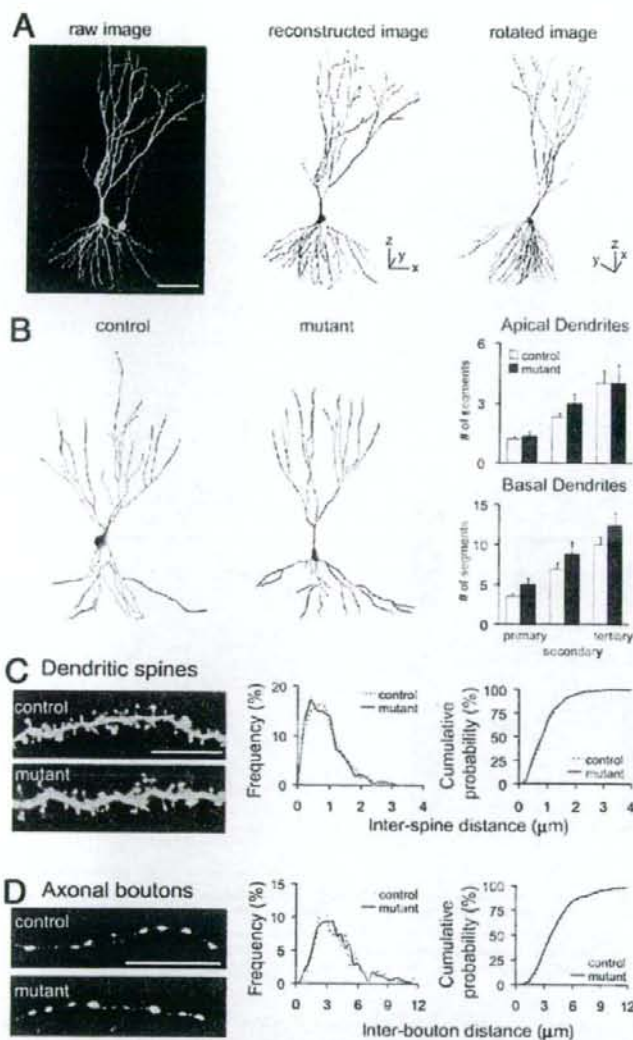 A
raw image
reconstructed image
rotated image
z
y
x
z
y
x
B
control
mutant
Apical Dendrites
control
mutant
# of segments
6
3
0
Basal Dendrites
# of segments
15
10
5
0
primary
secondary
tertiary
C Dendritic spines
control
mutant
Frequency (%)
20
10
0
control
mutant
0 1 2 3 4
Cumulative probability (%)
100
75
50
25
0
control
mutant
0 1 2 3 4
Inter-spine distance (μm)
D Axonal boutons
control
mutant
Frequency (%)
15
10
5
0
control
mutant
0 3 6 9 12
Cumulative probability (%)
100
75
50
25
0
control
mutant
0 3 6 9 12
Inter-bouton distance (μm)